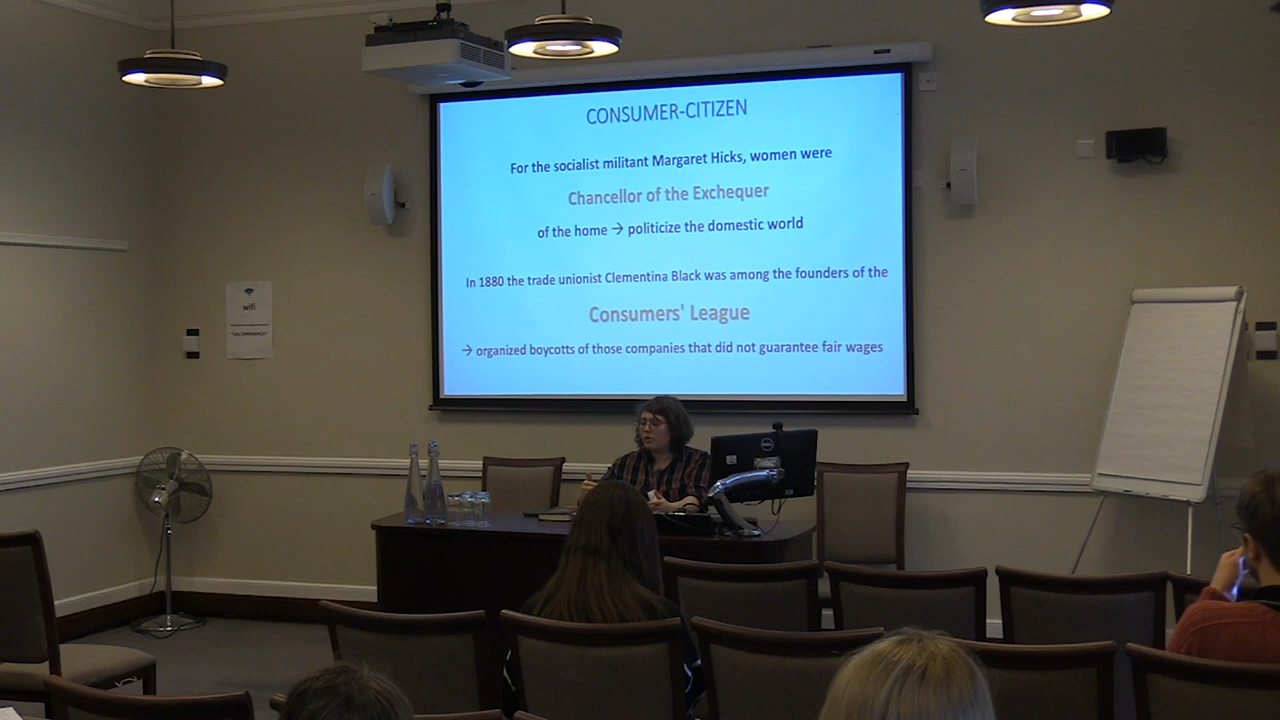 CONSUMER-CITIZEN
For the socialist militant Margaret Hicks, women were
Chancellor of the Exchequer
of the home → politicize the domestic world
In 1880 the trade unionist Clementina Black was among the founders of the
Consumers' League
→ organized boycotts of those companies that did not guarantee fair wages
wifi
DELL